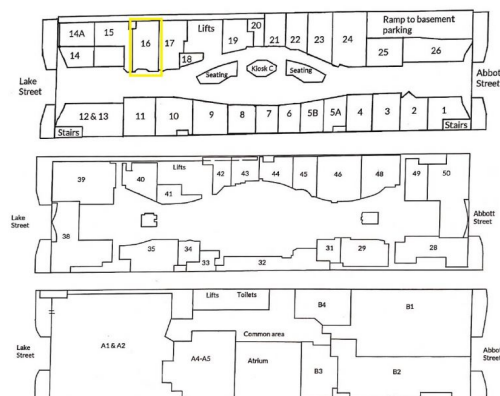 14A 15 16 17 Lifts 18 19 20 21 22 23 24 Ramp to basement
parking
14 25 26
Lake
Street
Seating Kiosk C Seating
Abbott
Street
12 & 13 11 10 9 8 7 6 5B 5A 4 3 2 1
Stairs Stairs
39 40 Lifts 42 43 44 45 46 48 49 50
41
Lake
Street
Abbott
Street
38 35 34 33 32 31 29 28
Lifts Toilets B4 B1
Common area
Lake
Street
A1 & A2 A4-A5 Atrium B3 B2
Abbott
Street